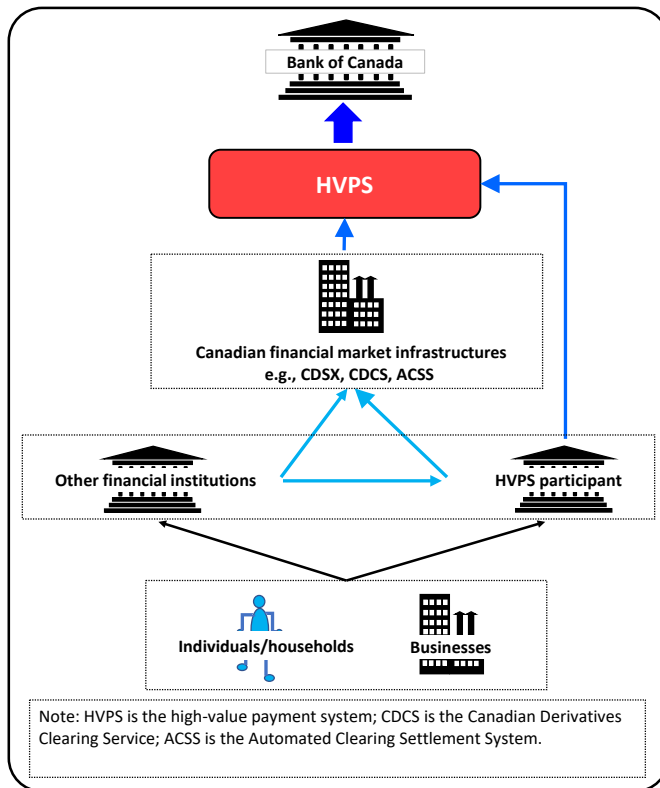 Bank of Canada
HVPS
Canadian financial market infrastructures
e.g., CDSX, CDCS, ACSS
Other financial institutions
HVPS participant
Individuals/households
Businesses
Note: HVPS is the high-value payment system; CDCS is the Canadian Derivatives
Clearing Service; ACSS is the Automated Clearing Settlement System.